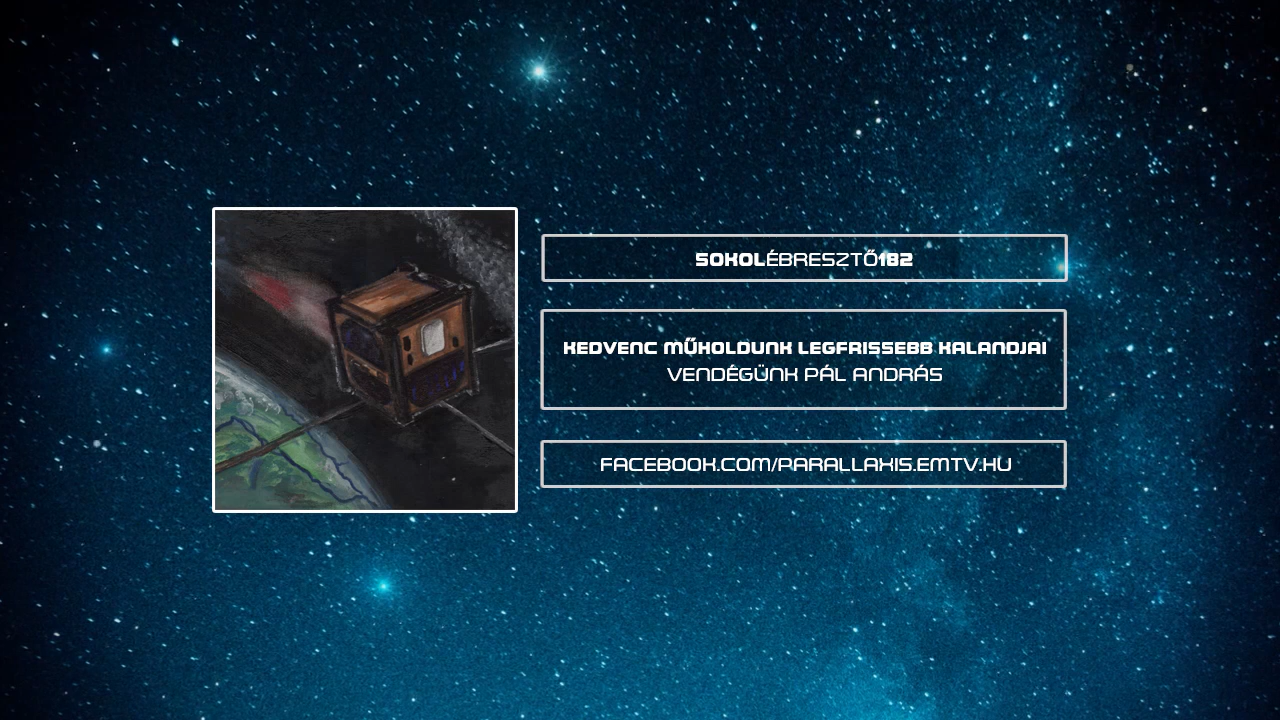 SOKOLÉBRESZTŐ182
KEDVENC MŰHOLDUNK LEGFRISSEBB KALANDJAI
VENDÉGÜNK PÁL ANDRÁS
FACEBOOK.COM/PARALLAXIS.EMTV.HU